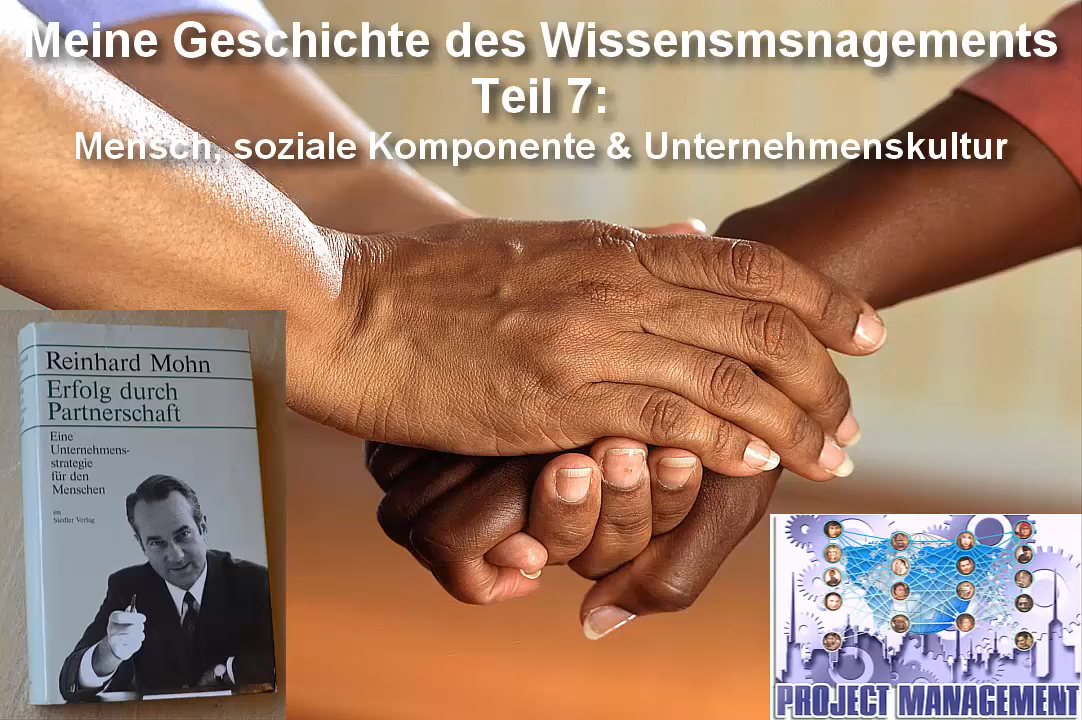 Meine Geschichte des Wissensmsnagements
Teil 7:
Mensch, soziale Komponente & Unternehmenskultur
Reinhard Mohn
Erfolg durch
Partnerschaft
Eine
Unternehmens-
strategie
für den
Menschen
im
Siedler Verlag
PROJECT MANAGEMENT